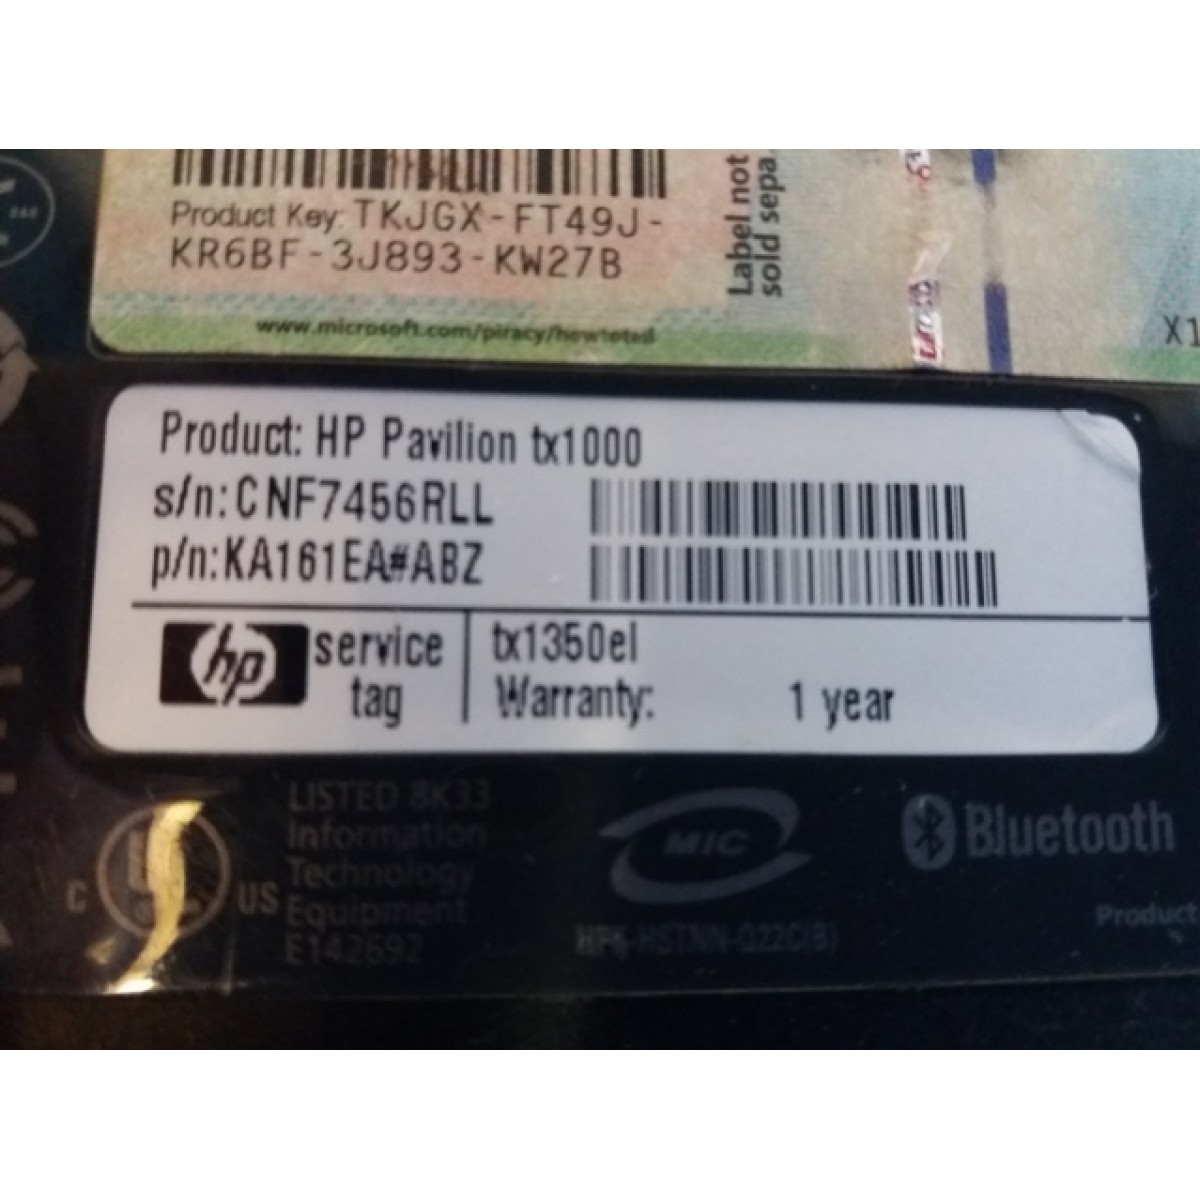 Product Key: TKJGX-FT49J-
KR6BF-3J893-KW27B
www.microsoft.com/piracy/howtotell
Label not
sold sepa
X1
Product: HP Pavilion tx1000
s/n: CNF7456RLL
p/n: KA161EA#ABZ
hp service tag
tx1350el
Warranty: 1 year
C US
LISTED 8K33
Information
Technology
Equipment
E142692
MIC
Bluetooth
Product